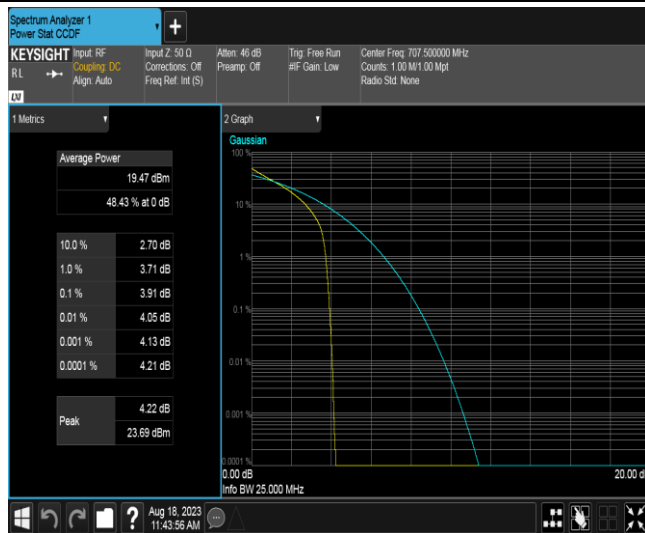 Spectrum Analyzer 1
Power Stat CCDF
+
KEYSIGHT Input: RF Input Z: 50 Ω Atten: 46 dB Trig: Free Run Center Freq: 707.500000 MHz
RL Coupling: DC Corrections: Off Preamp: Off #IF Gain: Low Counts: 1.00 M/1.00 Mpt
Align: Auto Freq Ref: Int (S) Radio Std: None
1 Metrics 2 Graph
Average Power
19.47 dBm
48.43 % at 0 dB
10.0 % 2.70 dB
1.0 % 3.71 dB
0.1 % 3.91 dB
0.01 % 4.05 dB
0.001 % 4.13 dB
0.0001 % 4.21 dB
Peak 4.22 dB
23.69 dBm
Gaussian
100 %
10 %
1 %
0.1 %
0.01 %
0.001 %
0.0001 %
0.00 dB 20.00 d
Info BW 25.000 MHz
? Aug 18, 2023
11:43:56 AM